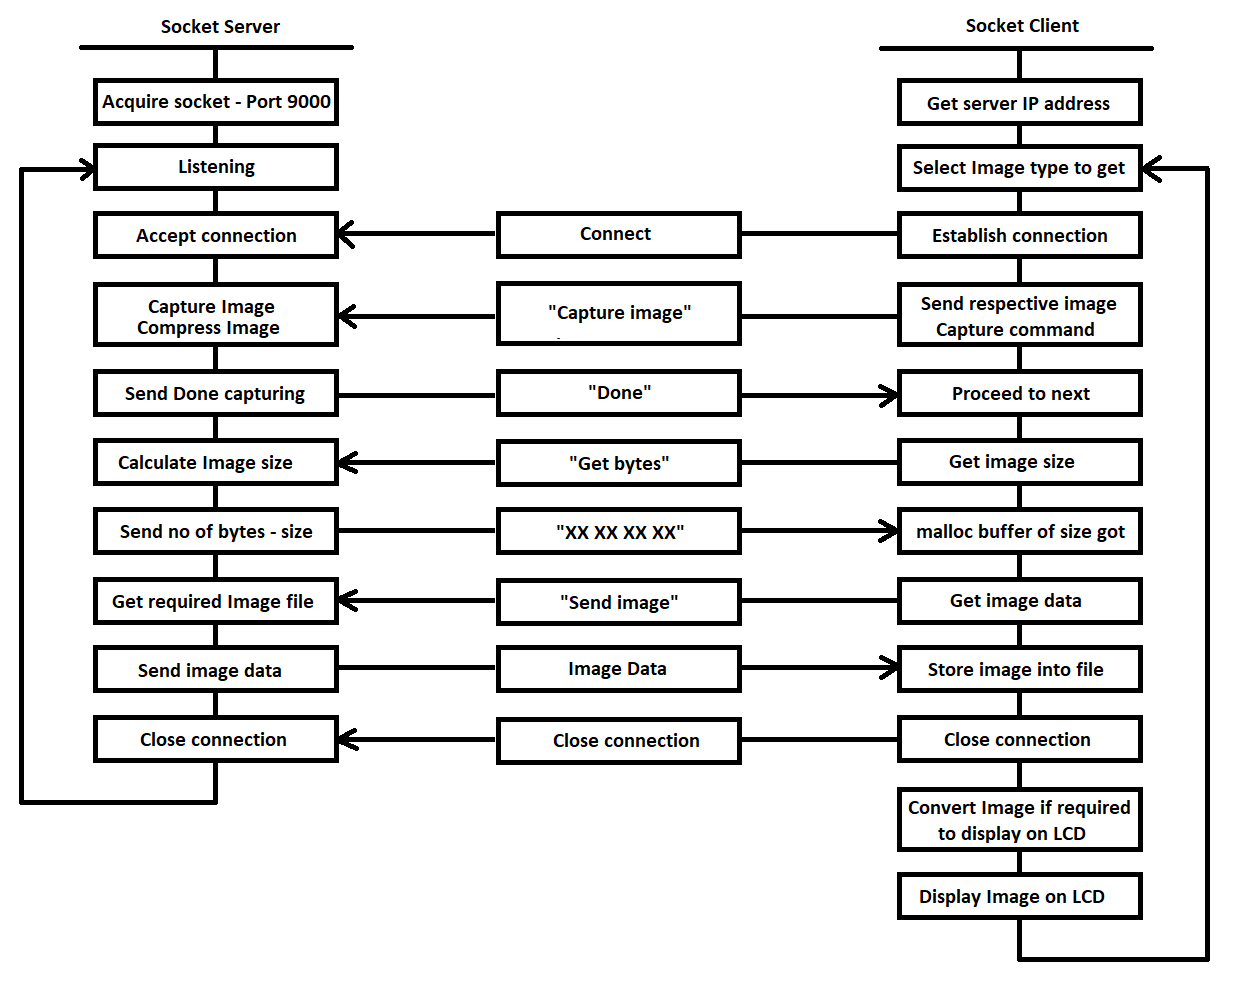 Socket Server
Socket Client
Acquire socket - Port 9000
Get server IP address
Listening
Select Image type to get
Accept connection
Connect
Establish connection
Capture Image
Compress Image
"Capture image"
Send respective image
Capture command
Send Done capturing
"Done"
Proceed to next
Calculate Image size
"Get bytes"
Get image size
Send no of bytes - size
"XX XX XX XX"
malloc buffer of size got
Get required Image file
"Send image"
Get image data
Send image data
Image Data
Store image into file
Close connection
Close connection
Close connection
Convert Image if required
to display on LCD
Display Image on LCD